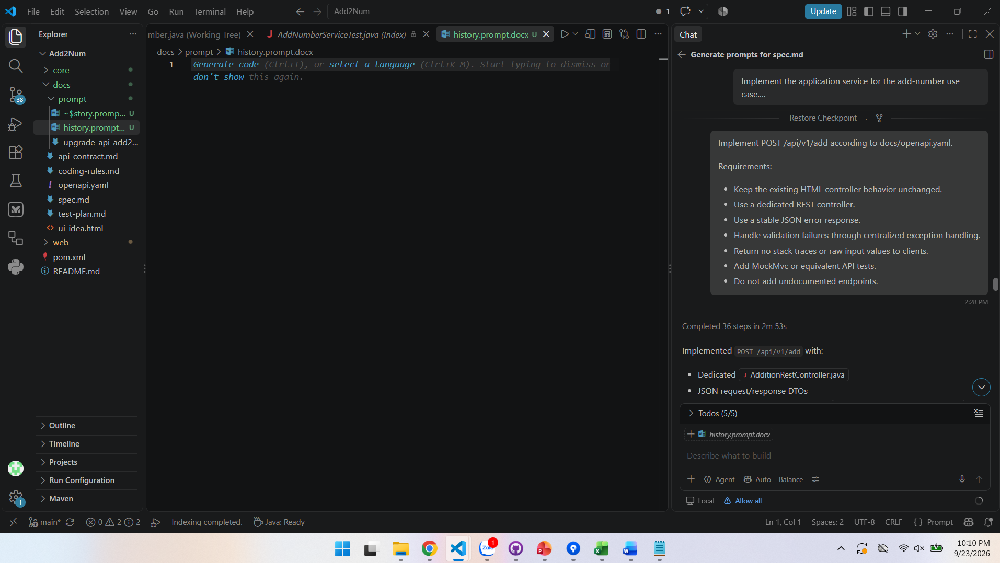 File Edit Selection View Go Run Terminal Help
Add2Num
1
Update
Explorer
Add2Num
core
docs
prompt
~$story.promp... U
history.prompt... U
upgrade-api-add2...
api-contract.md
coding-rules.md
openapi.yaml
spec.md
test-plan.md
ui-idea.html
web
pom.xml
README.md
Outline
Timeline
Projects
Run Configuration
Maven
38
1
mber.java (Working Tree)
AddNumberServiceTest.java (Index)
history.prompt.docx U
docs > prompt > history.prompt.docx
1 Generate code (Ctrl+I), or select a language (Ctrl+K M). Start typing to dismiss or
don't show this again.
Chat
Generate prompts for spec.md
Implement the application service for the add-number use
case....
Restore Checkpoint
Implement POST /api/v1/add according to docs/openapi.yaml.
Requirements:
• Keep the existing HTML controller behavior unchanged.
• Use a dedicated REST controller.
• Use a stable JSON error response.
• Handle validation failures through centralized exception handling.
• Return no stack traces or raw input values to clients.
• Add MockMvc or equivalent API tests.
• Do not add undocumented endpoints.
2:28 PM
Completed 36 steps in 2m 53s
Implemented POST /api/v1/add with:
• Dedicated J AdditionRestController.java
• JSON request/response DTOs
Todos (5/5)
history.prompt.docx
Describe what to build
Agent Auto Balance
Local Allow all
main* 0 2 2 Indexing completed. Java: Ready
Ln 1, Col 1 Spaces: 2 UTF-8 CRLF { } Prompt
Zalo 1
10:10 PM
9/23/2026